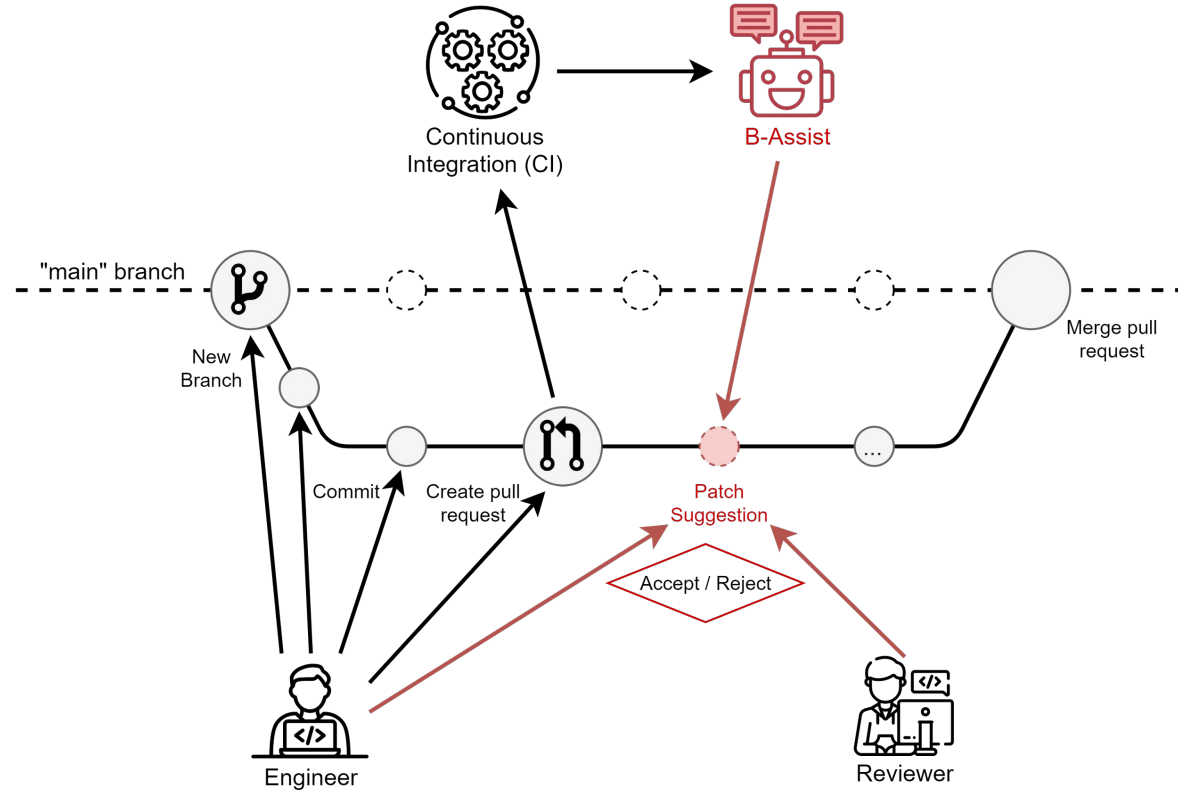 Continuous
Integration (CI)
B-Assist
"main" branch
New
Branch
Merge pull
request
...
Commit
Create pull
request
Patch
Suggestion
Accept / Reject
</>
</>
Engineer
Reviewer